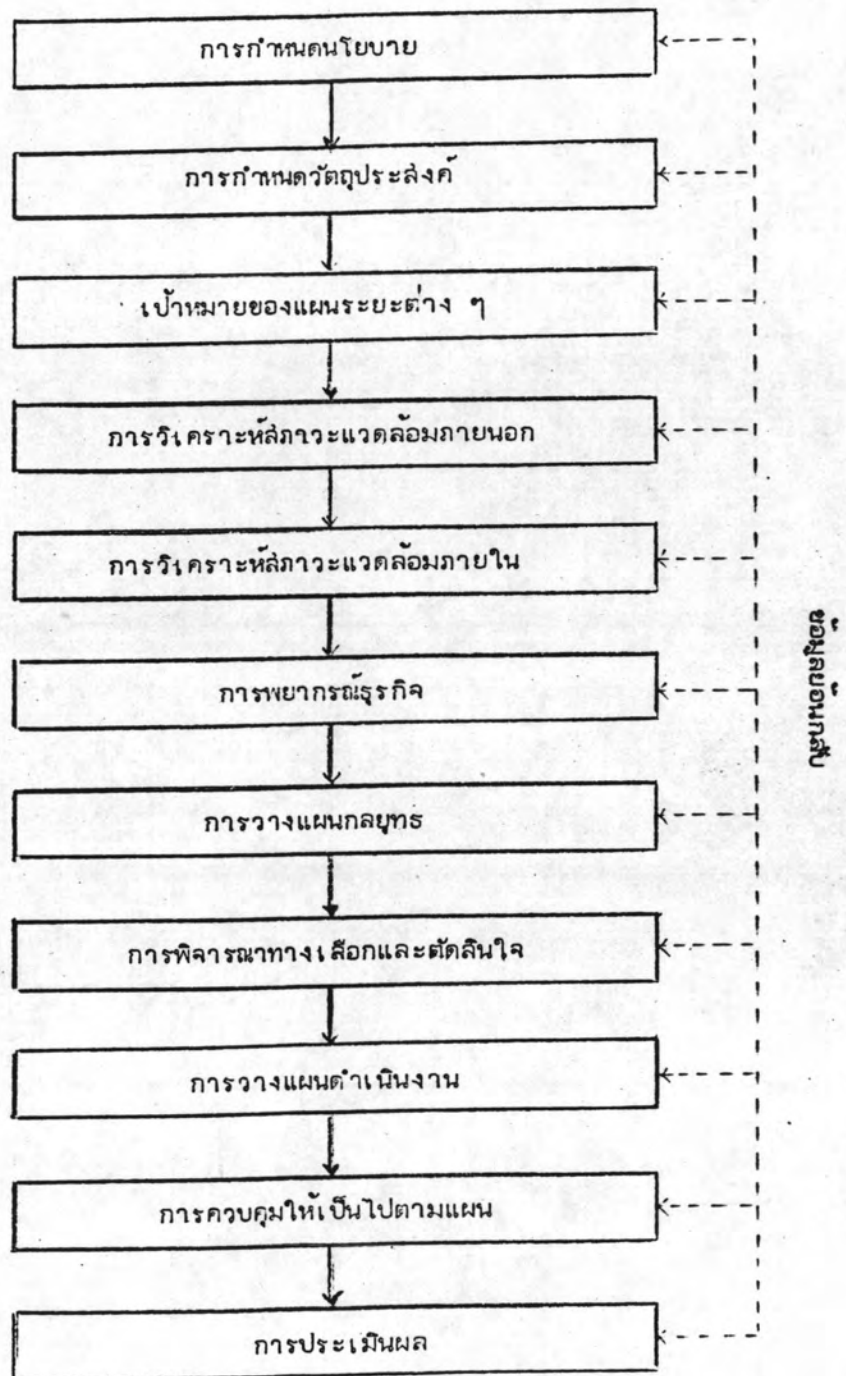 การกำหนดนโยบาย
การกำหนดวัตถุประสงค์
เป้าหมายของแผนระยะต่าง ๆ
การวิเคราะห์สภาวะแวดล้อมภายนอก
การวิเคราะห์สภาวะแวดล้อมภายใน
การพยากรณ์ธุรกิจ
การวางแผนกลยุทธ
การพิจารณาทางเลือกและตัดสินใจ
การวางแผนดำเนินงาน
การควบคุมให้เป็นไปตามแผน
การประเมินผล
ข้อมูลย้อนกลับ